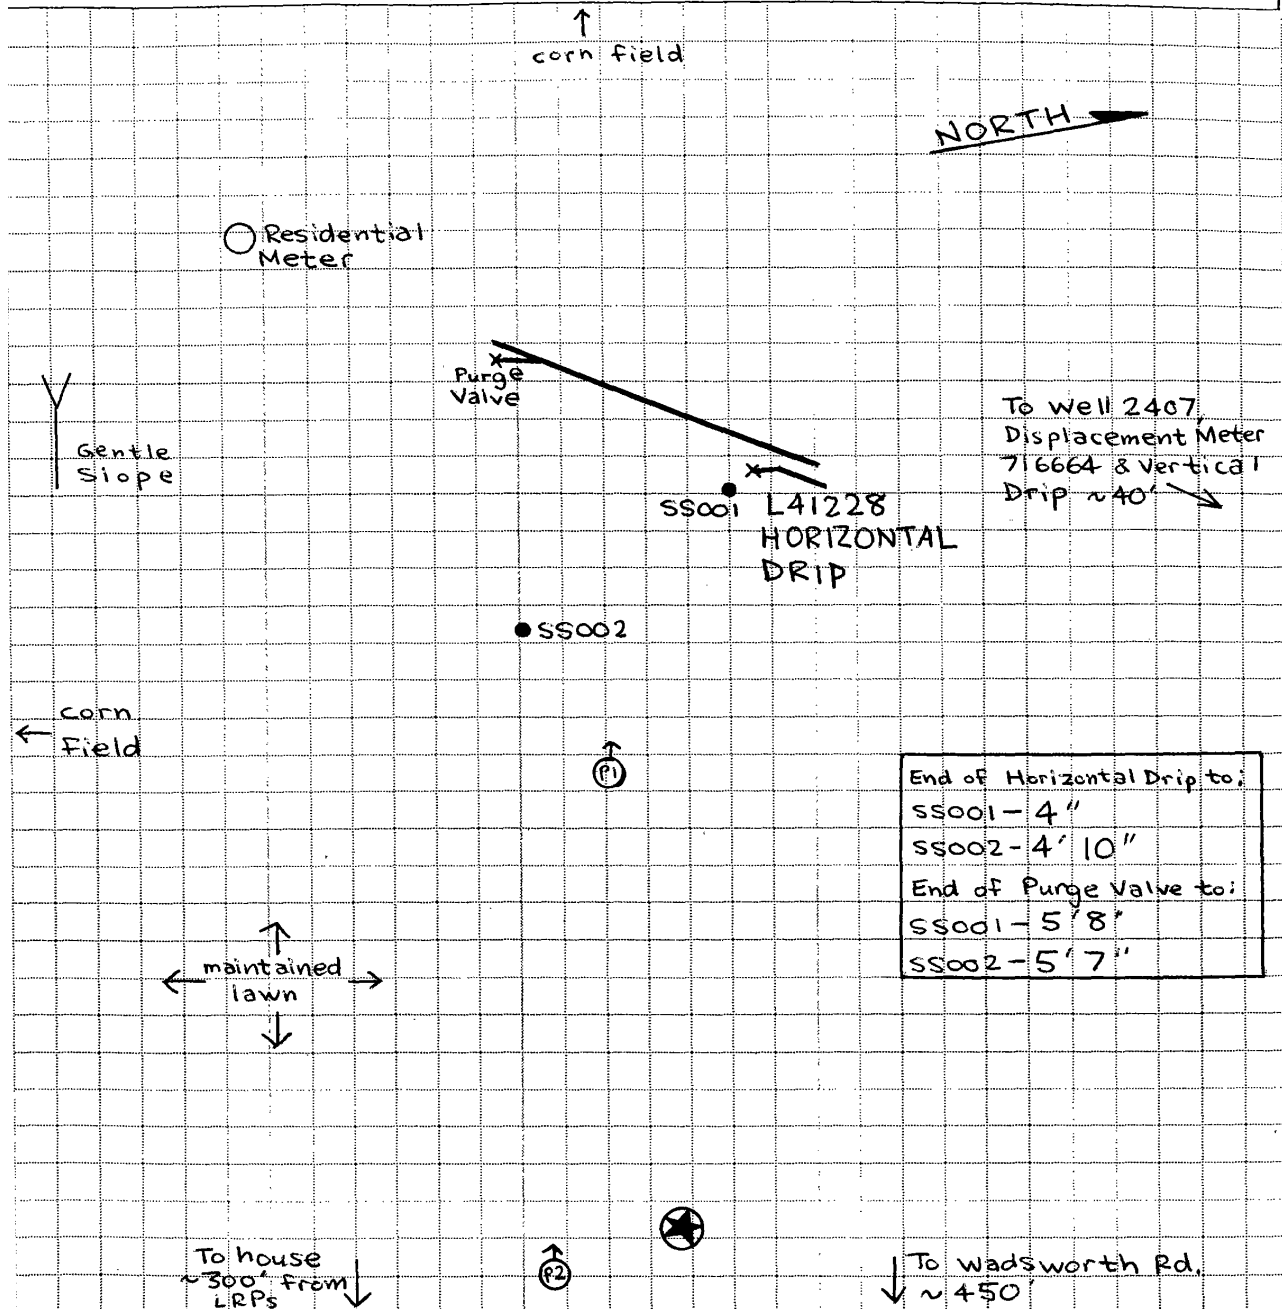 corn field
NORTH
Residential
Meter
Purge
Valve
Gentle
Slope
To Well 2407,
Displacement Meter
716664 & Vertical
Drip ~40'
SS001
L41228
HORIZONTAL
DRIP
SS002
corn
Field
P1
End of Horizontal Drip to:
SS001 - 4"
SS002 - 4' 10"
End of Purge Valve to:
SS001 - 5' 8"
SS002 - 5' 7"
maintained
lawn
To house
~300' from
LRPs
P2
To Wadsworth Rd.
~ 450'